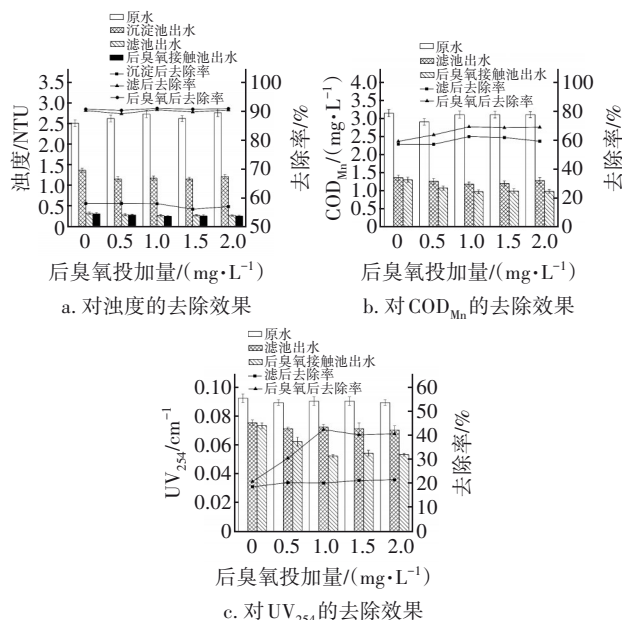 原水
沉淀池出水
滤池出水
后臭氧接触池出水
沉淀后去除率
滤后去除率
后臭氧后去除率
浊度/NTU
3.5
3.0
2.5
2.0
1.5
1.0
0.5
0
100
90
80
70
60
50
去除率/%
0 0.5 1.0 1.5 2.0
后臭氧投加量/(mg·L⁻¹)
a. 对浊度的去除效果
原水
滤池出水
后臭氧接触池出水
滤后去除率
后臭氧后去除率
COD_Mn/(mg·L⁻¹)
4.0
3.5
3.0
2.5
2.0
1.5
1.0
0.5
0
100
80
60
40
20
0
去除率/%
0 0.5 1.0 1.5 2.0
后臭氧投加量/(mg·L⁻¹)
b. 对COD_Mn的去除效果
原水
滤池出水
后臭氧接触池出水
滤后去除率
后臭氧后去除率
UV₂₅₄/cm⁻¹
0.10
0.08
0.06
0.04
0.02
0
60
50
40
30
20
10
0
去除率/%
0 0.5 1.0 1.5 2.0
后臭氧投加量/(mg·L⁻¹)
c. 对UV₂₅₄的去除效果